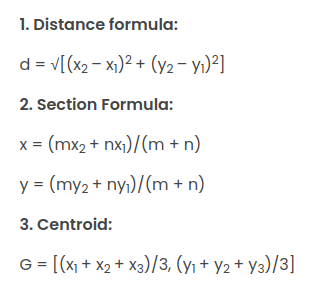 1. Distance formula:
d = √[(x₂ − x₁)² + (y₂ − y₁)²]
2. Section Formula:
x = (mx₂ + nx₁)/(m + n)
y = (my₂ + ny₁)/(m + n)
3. Centroid:
G = [(x₁ + x₂ + x₃)/3, (y₁ + y₂ + y₃)/3]